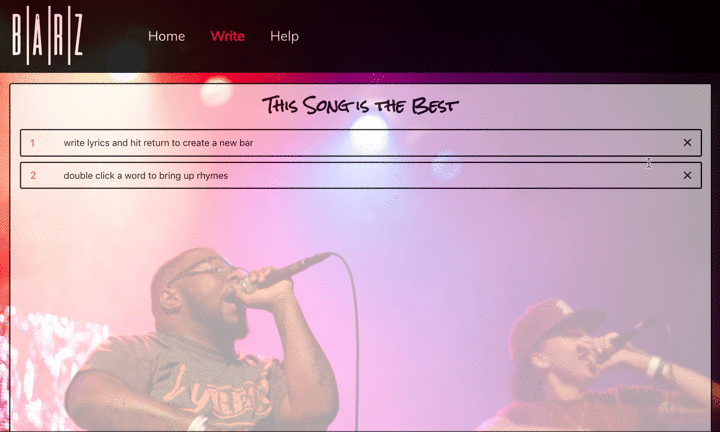 B|A|R|Z
Home Write Help
This Song is the Best
1 write lyrics and hit return to create a new bar ×
2 double click a word to bring up rhymes ×